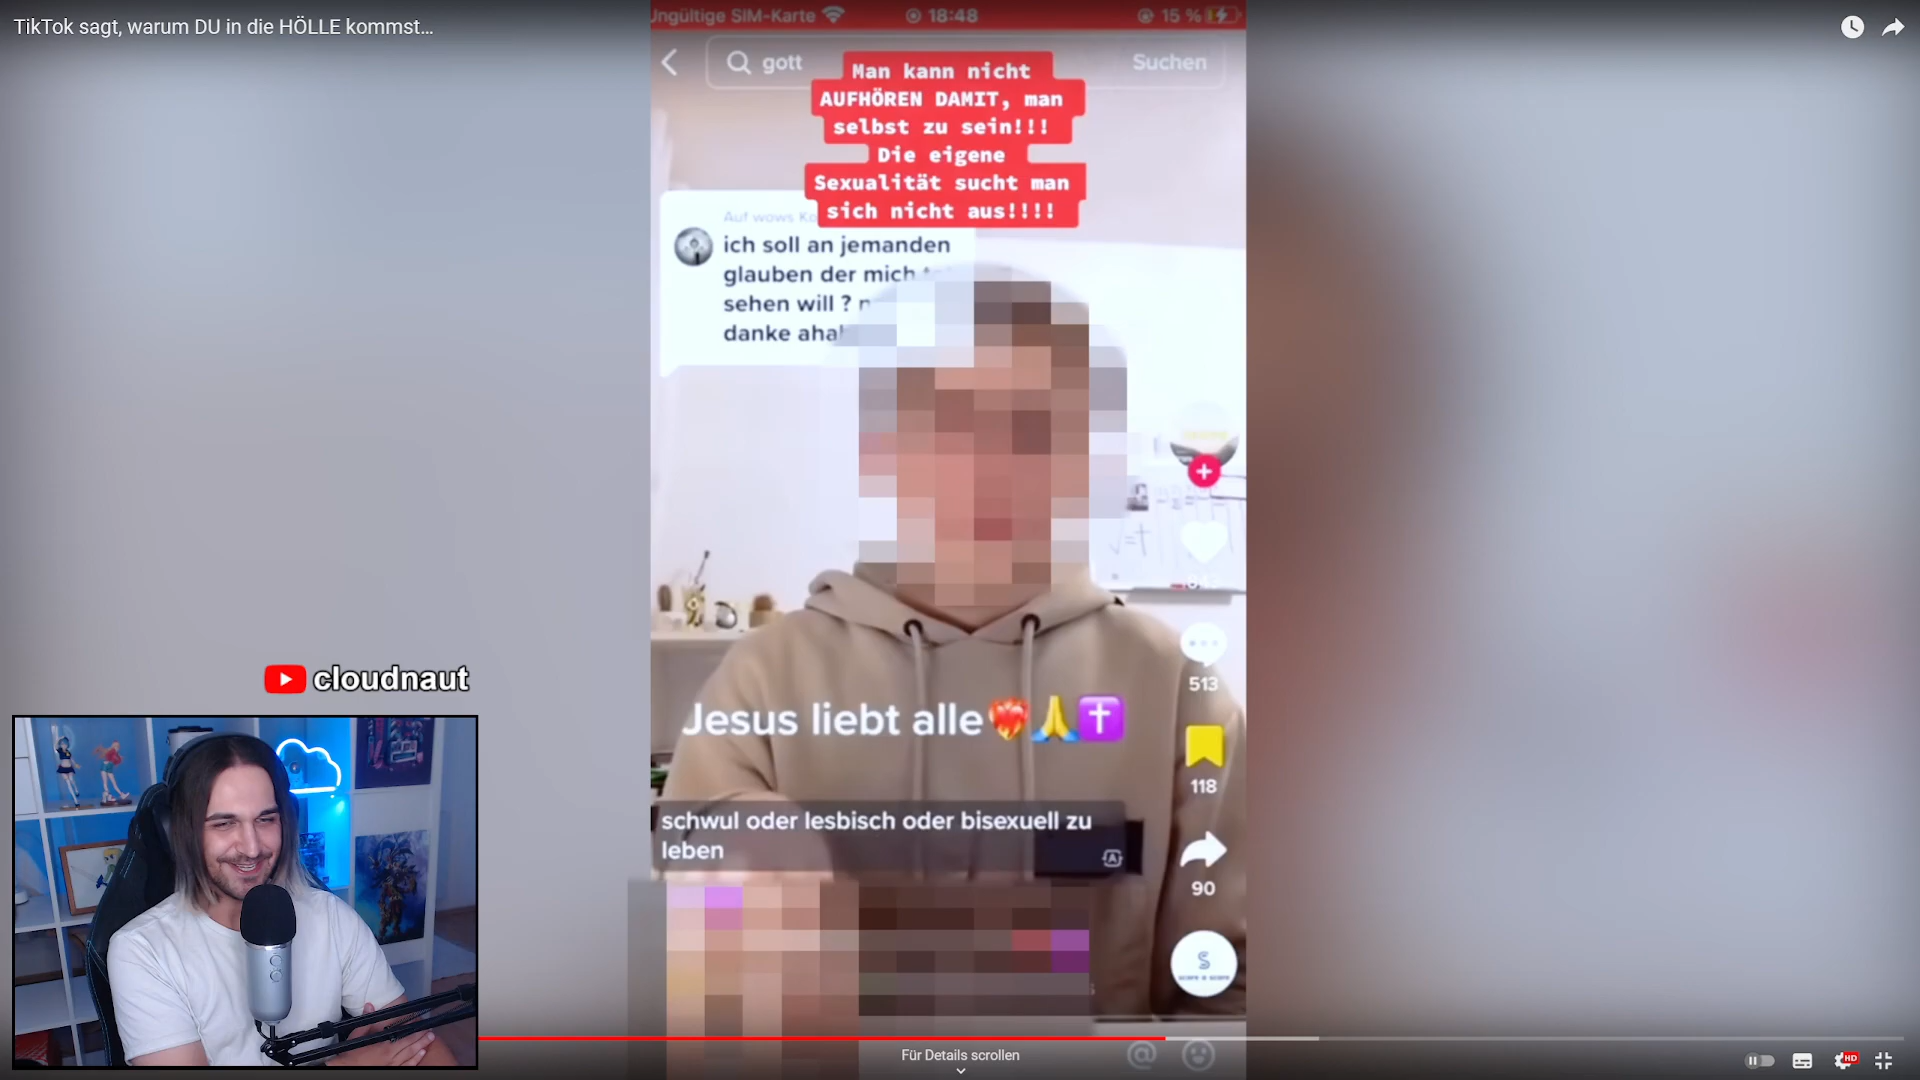 TikTok sagt, warum DU in die HÖLLE kommst…
Ungültige SIM-Karte
18:48
15 %
gott
Suchen
Man kann nicht
AUFHÖREN DAMIT, man
selbst zu sein!!!
Die eigene
Sexualität sucht man
sich nicht aus!!!!
Auf wows
ich soll an jemanden
glauben der mich
sehen will ?
danke
513
cloudnaut
Jesus liebt alle❤️‍🔥🙏✝️
118
schwul oder lesbisch oder bisexuell zu
leben
90
S
Für Details scrollen
HD